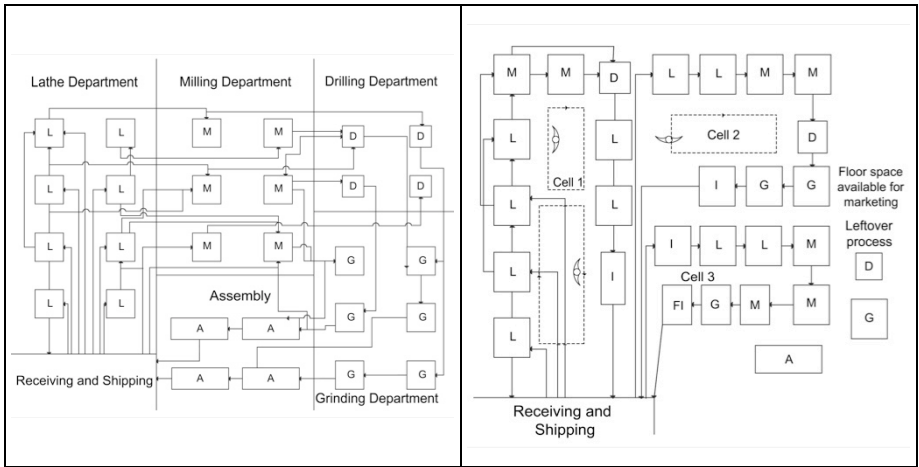 Lathe Department
Milling Department
Drilling Department
L L M M D D
L L M M D D
L L M M G G
Assembly
L L G G
A A
Receiving and Shipping
A A G G
Grinding Department
M M D L L M M
L L Cell 2 D
Cell 1
L L I G G
Floor space
available for
marketing
Leftover
process
D
L I I L L M
Cell 3
FI G M M
G
L
A
Receiving and
Shipping